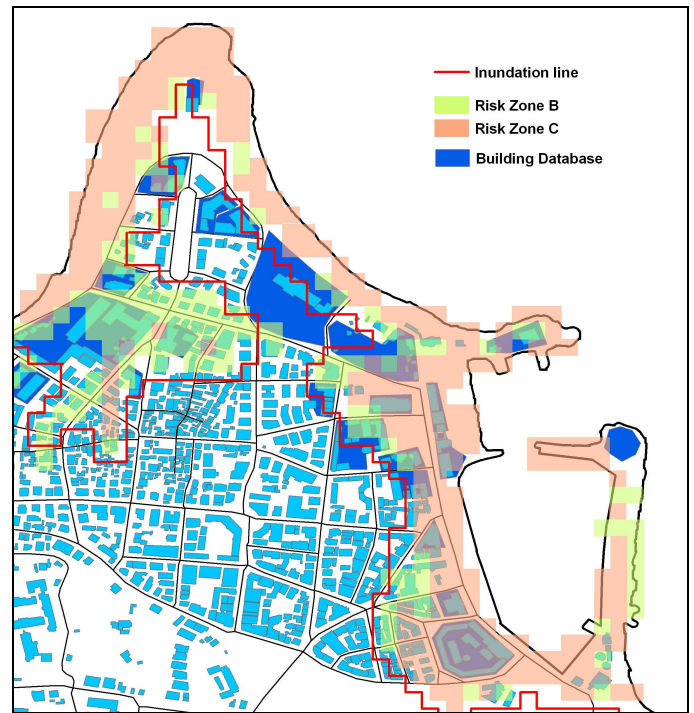 Inundation line
Risk Zone B
Risk Zone C
Building Database